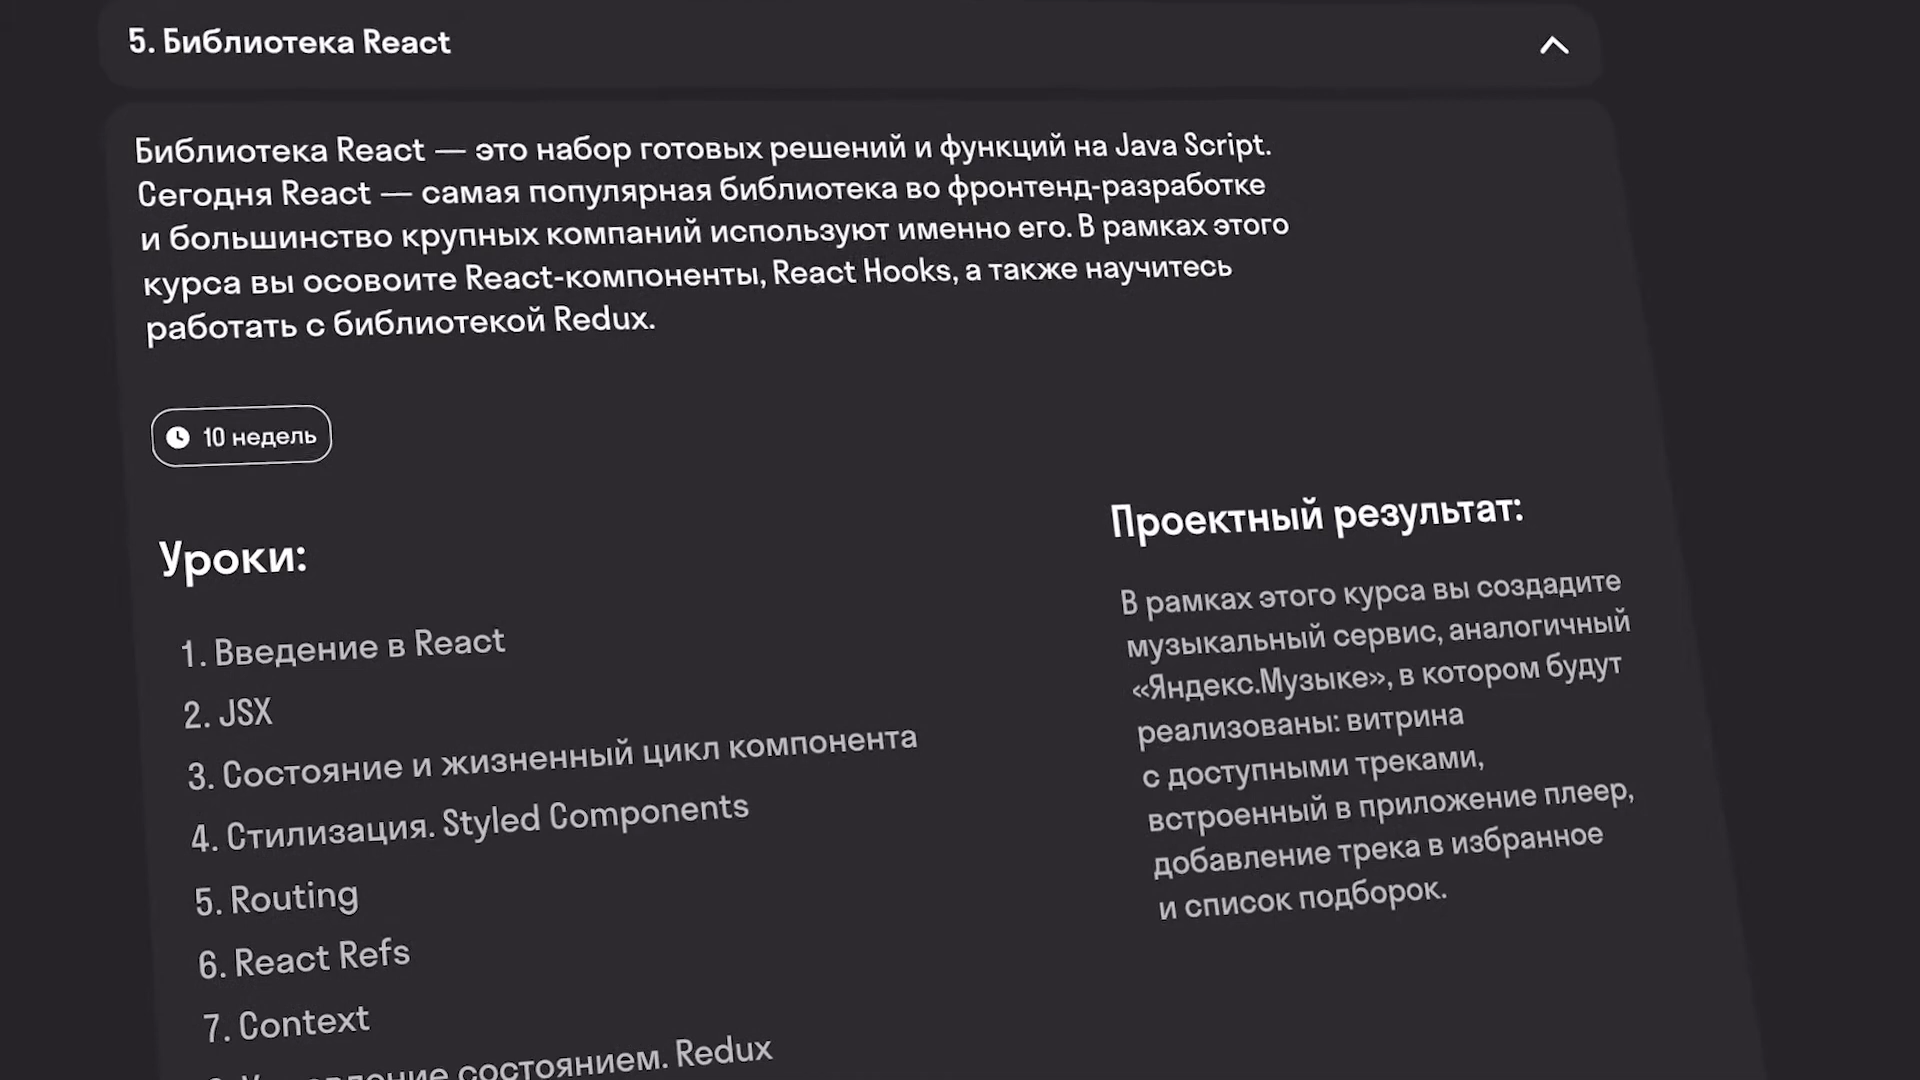 5. Библиотека React
Библиотека React — это набор готовых решений и функций на Java Script.
Сегодня React — самая популярная библиотека во фронтенд-разработке
и большинство крупных компаний используют именно его. В рамках этого
курса вы осовоите React-компоненты, React Hooks, а также научитесь
работать с библиотекой Redux.
10 недель
Уроки:
1. Введение в React
2. JSX
3. Состояние и жизненный цикл компонента
4. Стилизация. Styled Components
5. Routing
6. React Refs
7. Context
состоянием. Redux
Проектный результат:
В рамках этого курса вы создадите
музыкальный сервис, аналогичный
«Яндекс.Музыке», в котором будут
реализованы: витрина
с доступными треками,
встроенный в приложение плеер,
добавление трека в избранное
и список подборок.